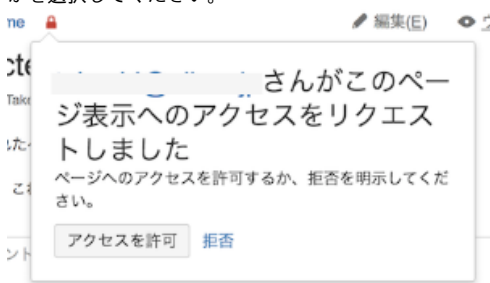 かを選択してください。
me 編集(E)
さんがこのペー
ジ表示へのアクセスをリクエス
トしました
ページへのアクセスを許可するか、拒否を明示してくだ
さい。
アクセスを許可 拒否